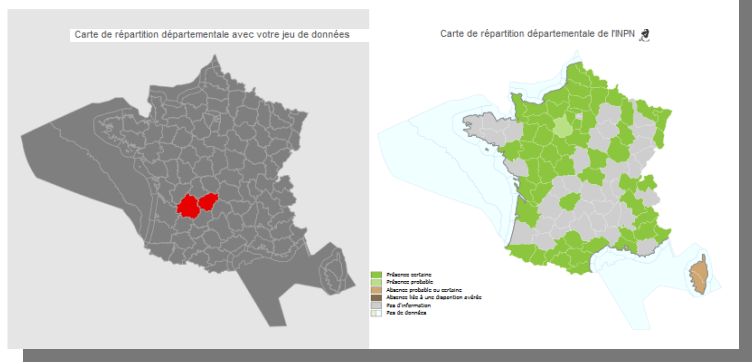 Carte de répartition départementale avec votre jeu de données
Carte de répartition départementale de l'INPN
Présence certaine
Présence probable
Absence probable ou certaine
Absence liée à une disparition avérée
Pas d'information
Pas de données